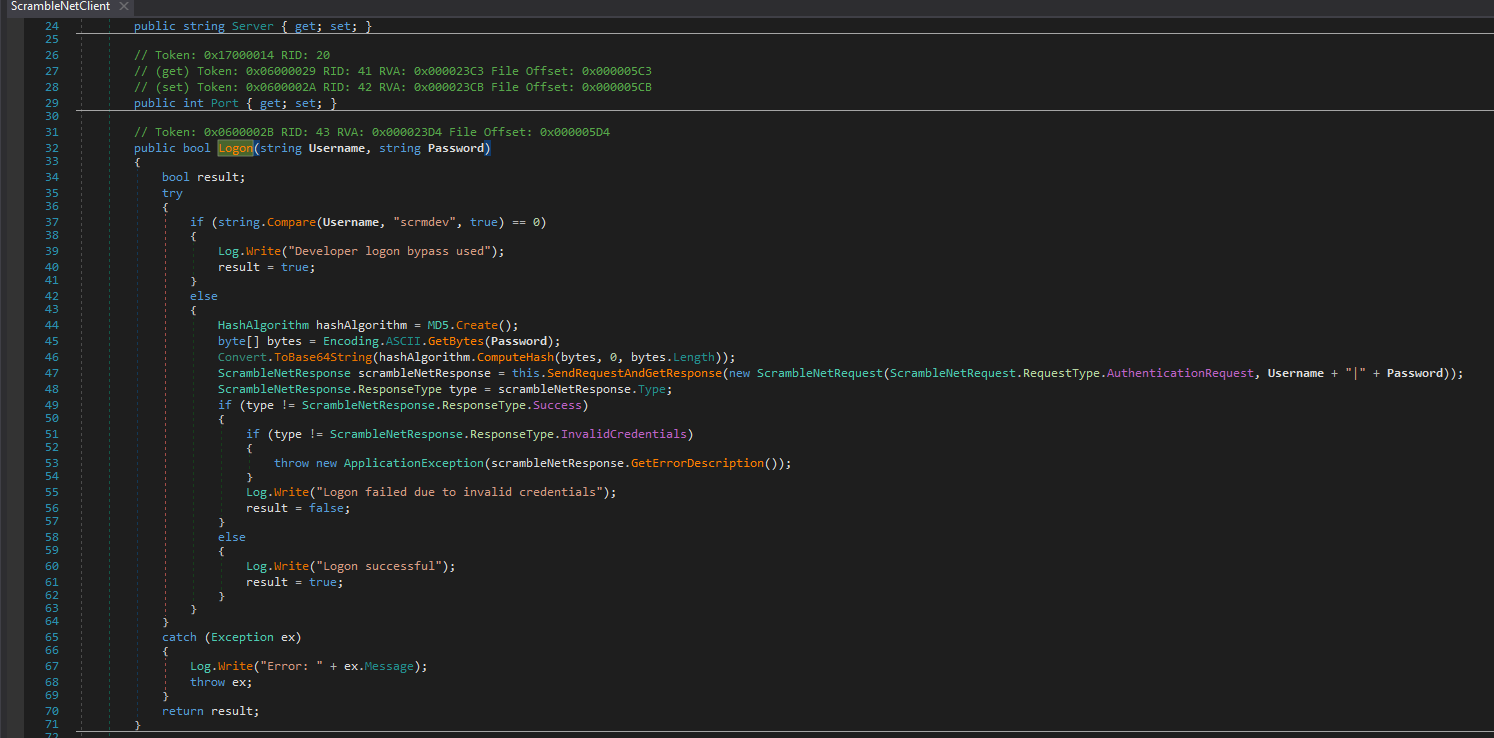 ScrambleNetClient ×
24 public string Server { get; set; }
25
26 // Token: 0x17000014 RID: 20
27 // (get) Token: 0x06000029 RID: 41 RVA: 0x000023C3 File Offset: 0x000005C3
28 // (set) Token: 0x0600002A RID: 42 RVA: 0x000023CB File Offset: 0x000005CB
29 public int Port { get; set; }
30
31 // Token: 0x0600002B RID: 43 RVA: 0x000023D4 File Offset: 0x000005D4
32 public bool Logon(string Username, string Password)
33 {
34 bool result;
35 try
36 {
37 if (string.Compare(Username, "scrmdev", true) == 0)
38 {
39 Log.Write("Developer logon bypass used");
40 result = true;
41 }
42 else
43 {
44 HashAlgorithm hashAlgorithm = MD5.Create();
45 byte[] bytes = Encoding.ASCII.GetBytes(Password);
46 Convert.ToBase64String(hashAlgorithm.ComputeHash(bytes, 0, bytes.Length));
47 ScrambleNetResponse scrambleNetResponse = this.SendRequestAndGetResponse(new ScrambleNetRequest(ScrambleNetRequest.RequestType.AuthenticationRequest, Username + "|" + Password));
48 ScrambleNetResponse.ResponseType type = scrambleNetResponse.Type;
49 if (type != ScrambleNetResponse.ResponseType.Success)
50 {
51 if (type != ScrambleNetResponse.ResponseType.InvalidCredentials)
52 {
53 throw new ApplicationException(scrambleNetResponse.GetErrorDescription());
54 }
55 Log.Write("Logon failed due to invalid credentials");
56 result = false;
57 }
58 else
59 {
60 Log.Write("Logon successful");
61 result = true;
62 }
63 }
64 }
65 catch (Exception ex)
66 {
67 Log.Write("Error: " + ex.Message);
68 throw ex;
69 }
70 return result;
71 }
72